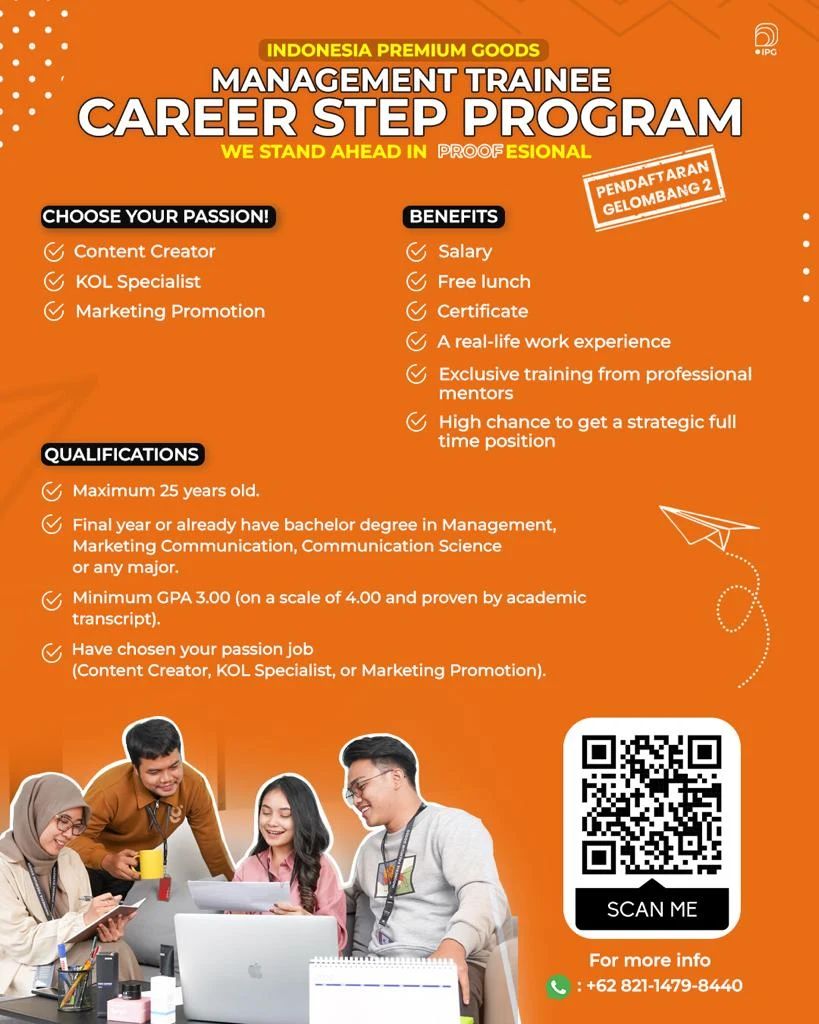 INDONESIA PREMIUM GOODS
IPG
MANAGEMENT TRAINEE
CAREER STEP PROGRAM
WE STAND AHEAD IN PROOFESIONAL
PENDAFTARAN
GELOMBANG 2
CHOOSE YOUR PASSION!
Content Creator
KOL Specialist
Marketing Promotion
BENEFITS
Salary
Free lunch
Certificate
A real-life work experience
Exclusive training from professional
mentors
High chance to get a strategic full
time position
QUALIFICATIONS
Maximum 25 years old.
Final year or already have bachelor degree in Management,
Marketing Communication, Communication Science
or any major.
Minimum GPA 3.00 (on a scale of 4.00 and proven by academic
transcript).
Have chosen your passion job
(Content Creator, KOL Specialist, or Marketing Promotion).
SCAN ME
For more info
: +62 821-1479-8440